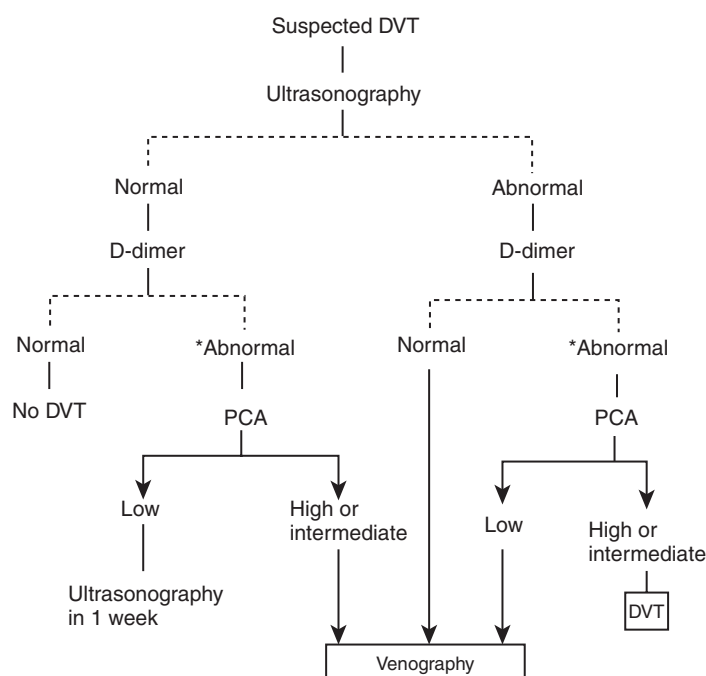 Suspected DVT
Ultrasonography
Normal
Abnormal
D-dimer
D-dimer
Normal
*Abnormal
Normal
*Abnormal
No DVT
PCA
PCA
Low
High or
intermediate
Low
High or
intermediate
Ultrasonography
in 1 week
DVT
Venography